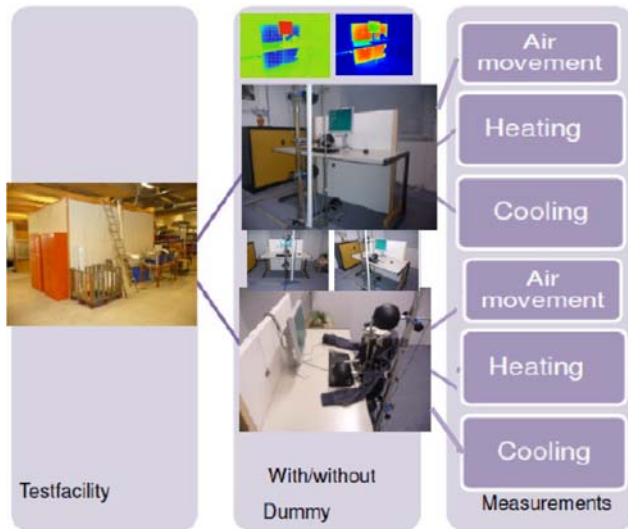 Testfacility
With/without
Dummy
Air
movement
Heating
Cooling
Air
movement
Heating
Cooling
Measurements